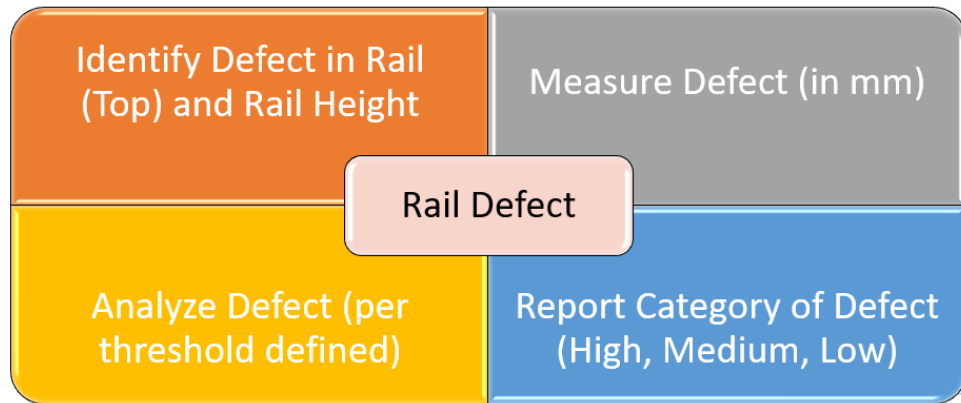 Identify Defect in Rail
(Top) and Rail Height
Measure Defect (in mm)
Rail Defect
Analyze Defect (per
threshold defined)
Report Category of Defect
(High, Medium, Low)